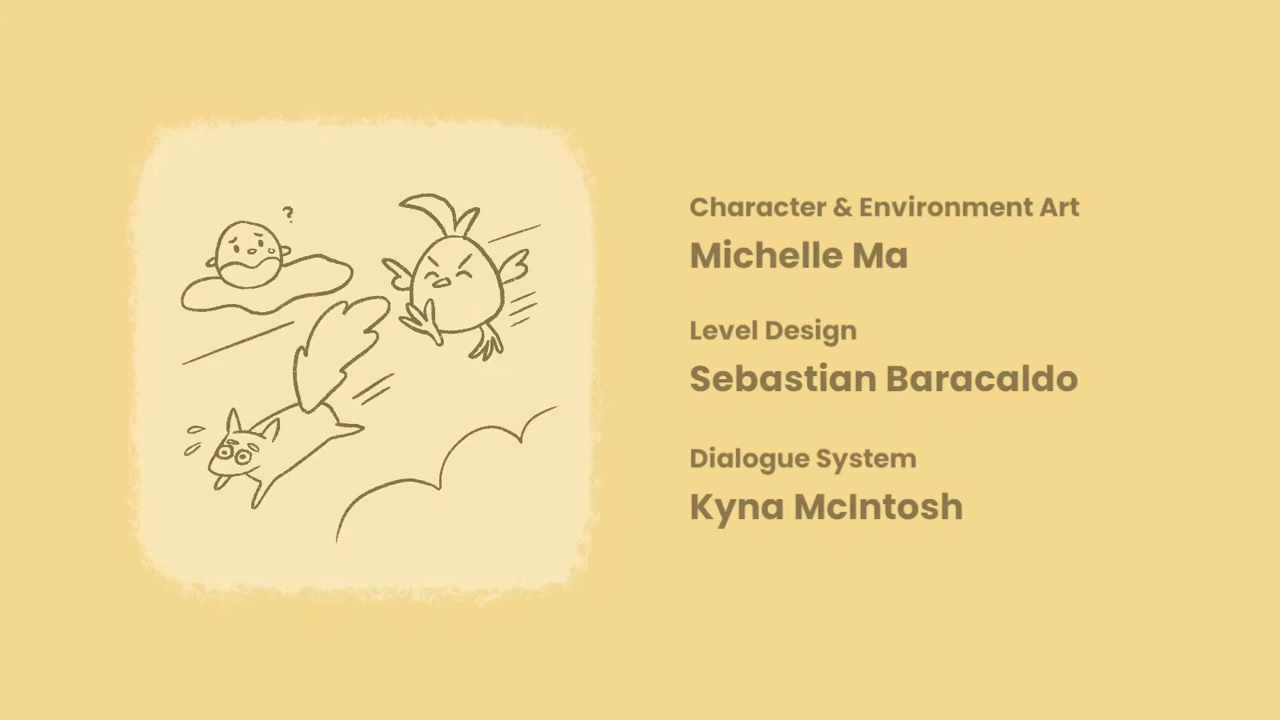 ?
Character & Environment Art
Michelle Ma
Level Design
Sebastian Baracaldo
Dialogue System
Kyna McIntosh